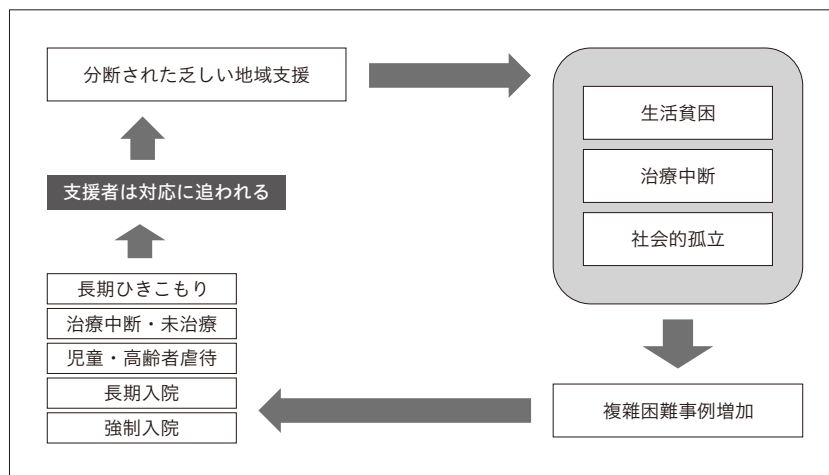 分断された乏しい地域支援
生活貧困
治療中断
社会的孤立
複雑困難事例増加
支援者は対応に追われる
長期ひきこもり
治療中断・未治療
児童・高齢者虐待
長期入院
強制入院